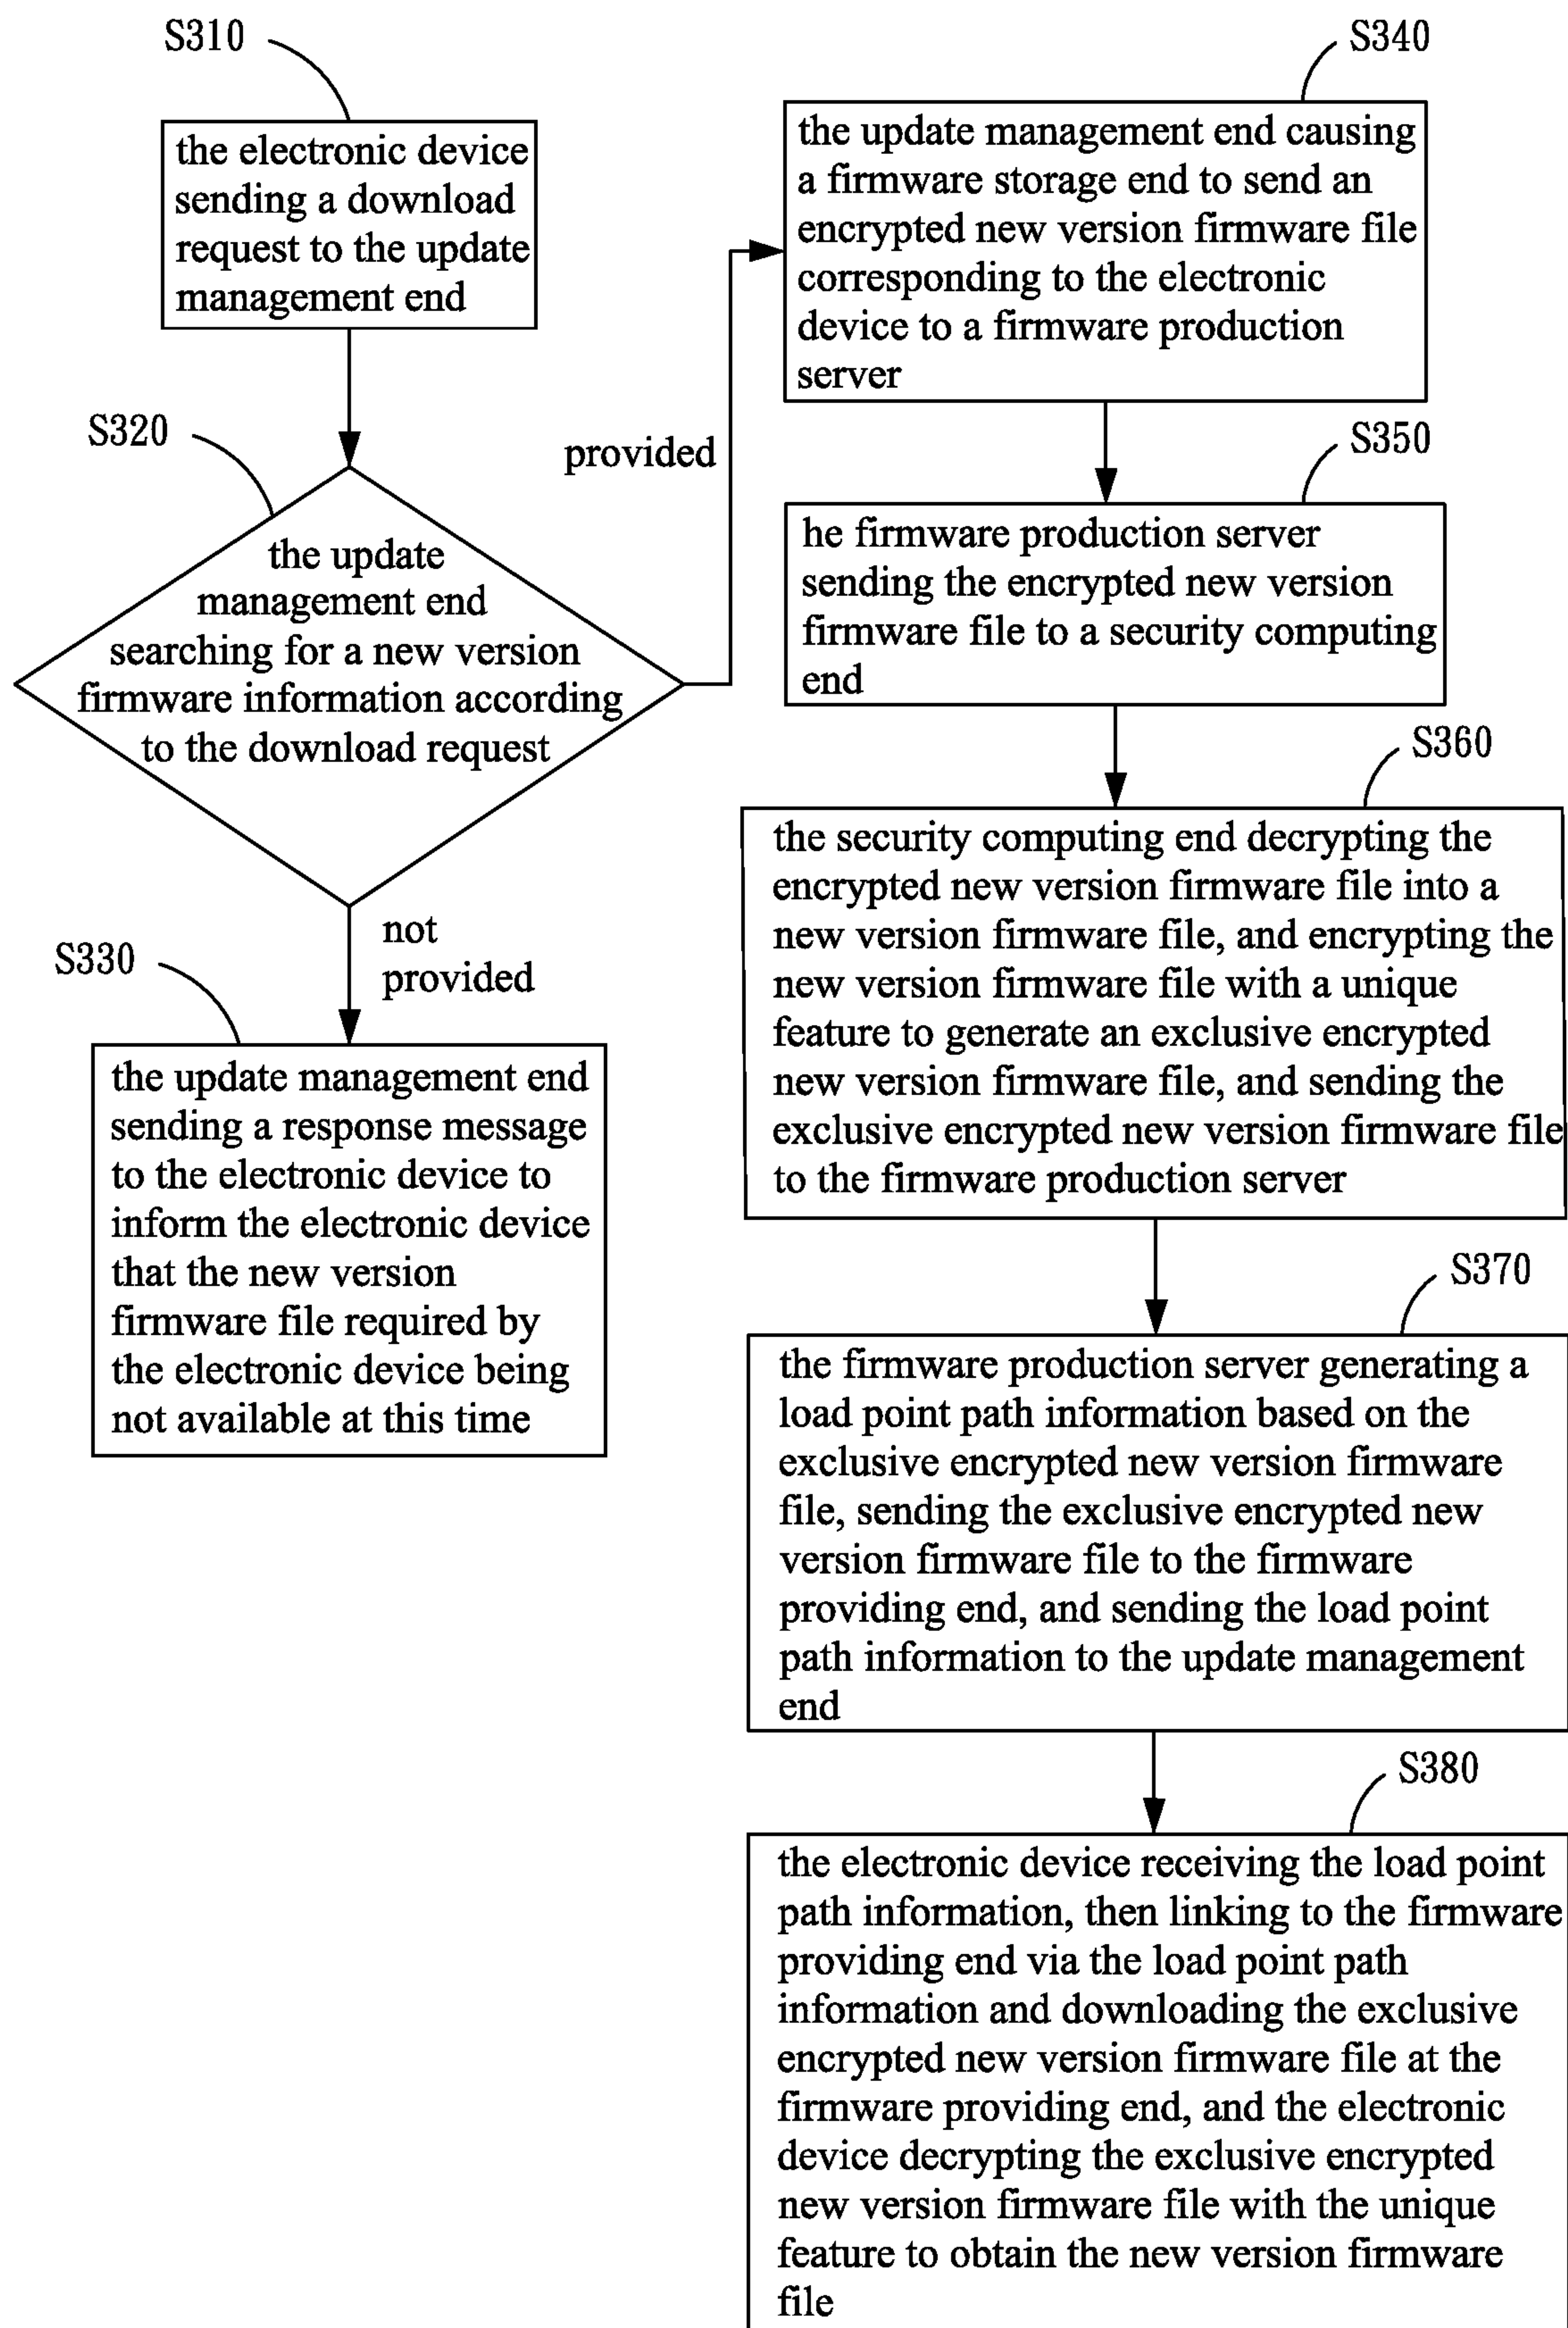 S310
the electronic device
sending a download
request to the update
management end
S320
the update
management end
searching for a new version
firmware information according
to the download request
provided
not
provided
S330
the update management end
sending a response message
to the electronic device to
inform the electronic device
that the new version
firmware file required by
the electronic device being
not available at this time
S340
the update management end causing
a firmware storage end to send an
encrypted new version firmware file
corresponding to the electronic
device to a firmware production
server
S350
he firmware production server
sending the encrypted new version
firmware file to a security computing
end
S360
the security computing end decrypting the
encrypted new version firmware file into a
new version firmware file, and encrypting the
new version firmware file with a unique
feature to generate an exclusive encrypted
new version firmware file, and sending the
exclusive encrypted new version firmware file
to the firmware production server
S370
the firmware production server generating a
load point path information based on the
exclusive encrypted new version firmware
file, sending the exclusive encrypted new
version firmware file to the firmware
providing end, and sending the load point
path information to the update management
end
S380
the electronic device receiving the load point
path information, then linking to the firmware
providing end via the load point path
information and downloading the exclusive
encrypted new version firmware file at the
firmware providing end, and the electronic
device decrypting the exclusive encrypted
new version firmware file with the unique
feature to obtain the new version firmware
file